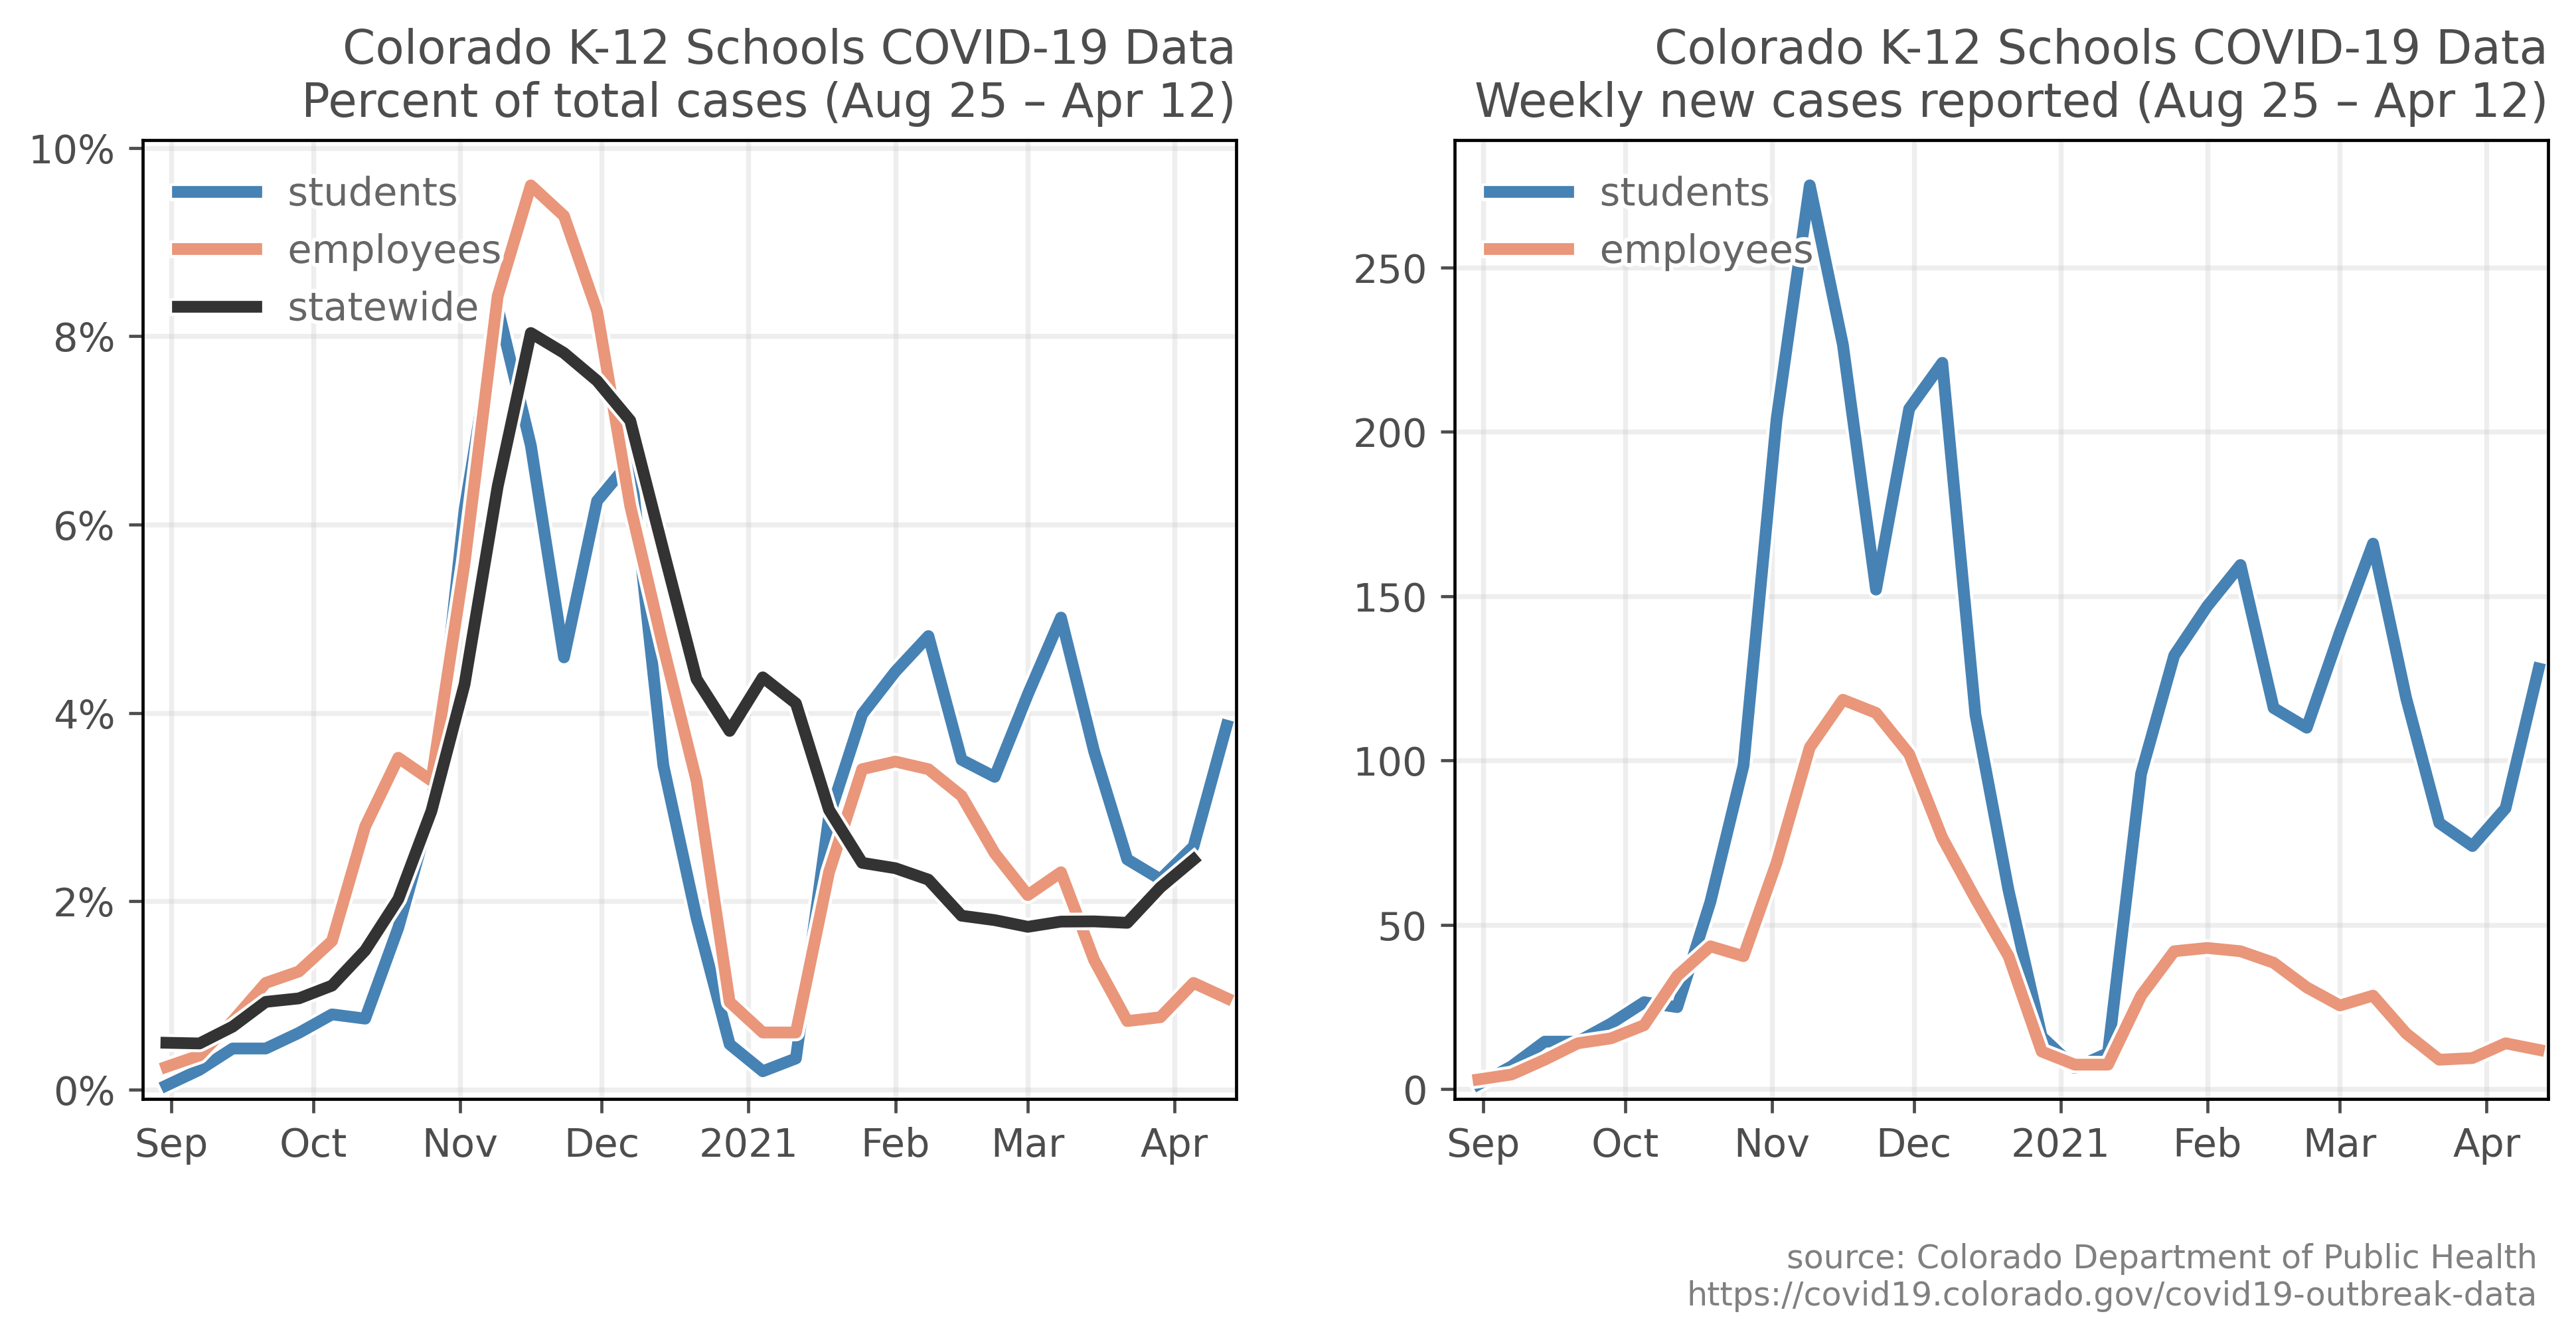 Colorado K-12 Schools COVID-19 Data
Percent of total cases (Aug 25 – Apr 12)
10%
8%
6%
4%
2%
0%
students
employees
statewide
Sep Oct Nov Dec 2021 Feb Mar Apr
Colorado K-12 Schools COVID-19 Data
Weekly new cases reported (Aug 25 – Apr 12)
250
200
150
100
50
0
students
employees
Sep Oct Nov Dec 2021 Feb Mar Apr
source: Colorado Department of Public Health
https://covid19.colorado.gov/covid19-outbreak-data